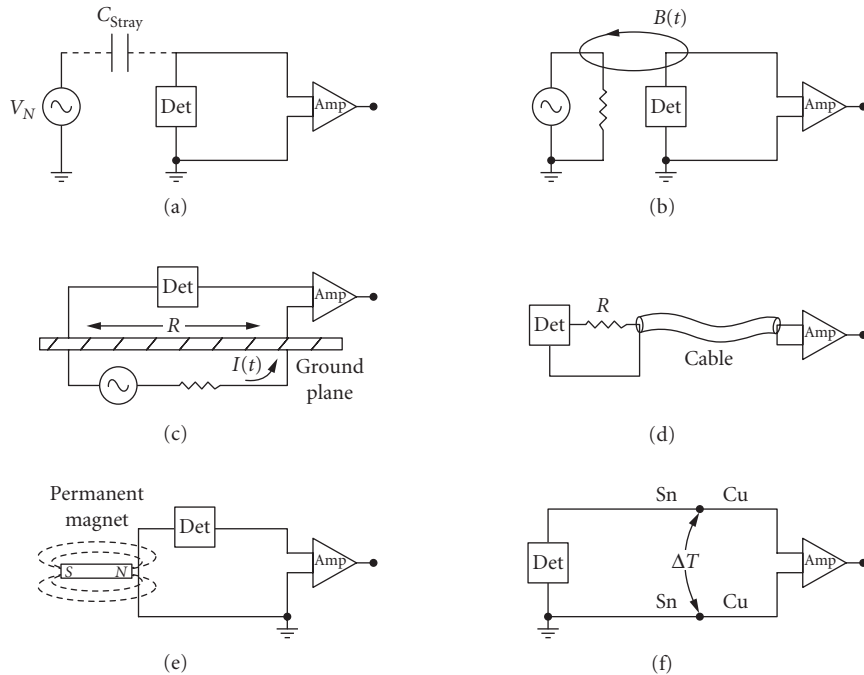 C_Stray
V_N
Det
Amp
(a)
B(t)
Det
Amp
(b)
Det
Amp
R
I(t)
Ground
plane
(c)
Det
R
Cable
Amp
(d)
Permanent
magnet
S N
Det
Amp
(e)
Sn Cu
Det
ΔT
Amp
Sn Cu
(f)